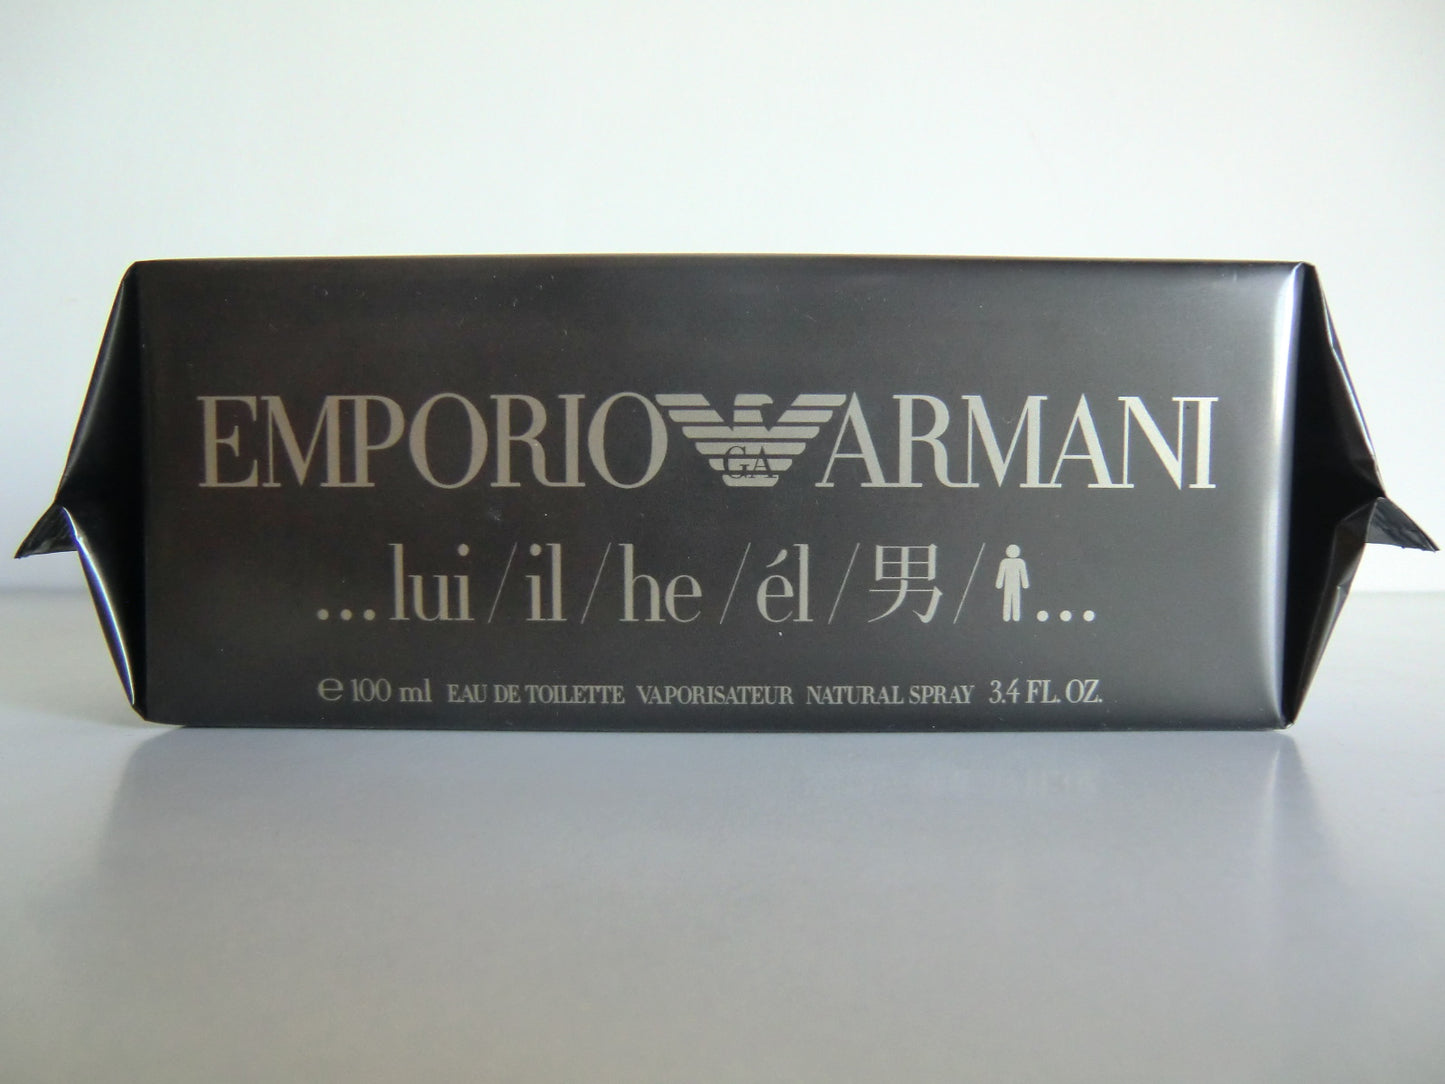 EMPORIO GA ARMANI
...lui/il/he/él/男/...
℮ 100 ml EAU DE TOILETTE VAPORISATEUR NATURAL SPRAY 3.4 FL. OZ.